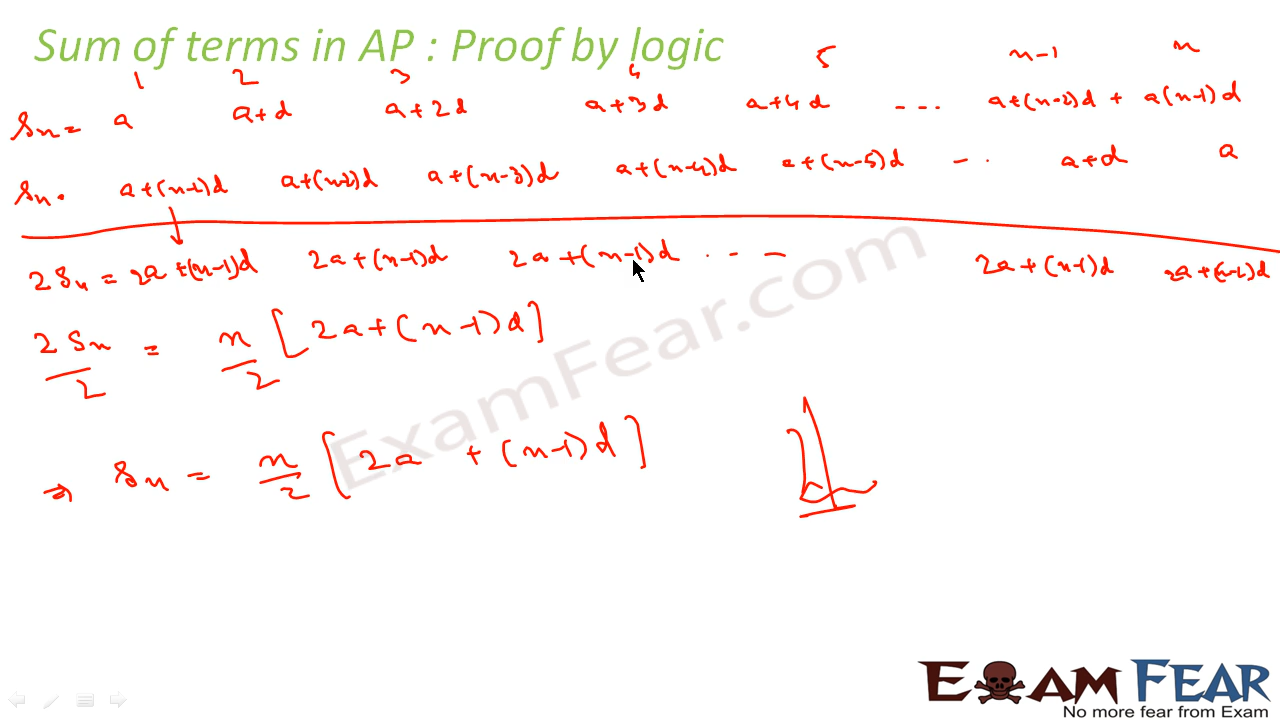 Sum of terms in AP : Proof by logic
1 2 3 4 5 n-1 n
Sn = a a+d a+2d a+3d a+4d --- a+(n-2)d + a(n-1)d
Sn. a+(n-1)d a+(n-2)d a+(n-3)d a+(n-4)d a+(n-5)d -. a+d a
2Sn = 2a+(n-1)d 2a+(n-1)d 2a+(n-1)d .-- 2a+(n-1)d 2a+(n-1)d
2Sn/2 = n/2 [2a+(n-1)d]
⇒ Sn = n/2 [2a + (n-1)d]
ExamFear.com
EXAM FEAR
No more fear from Exam